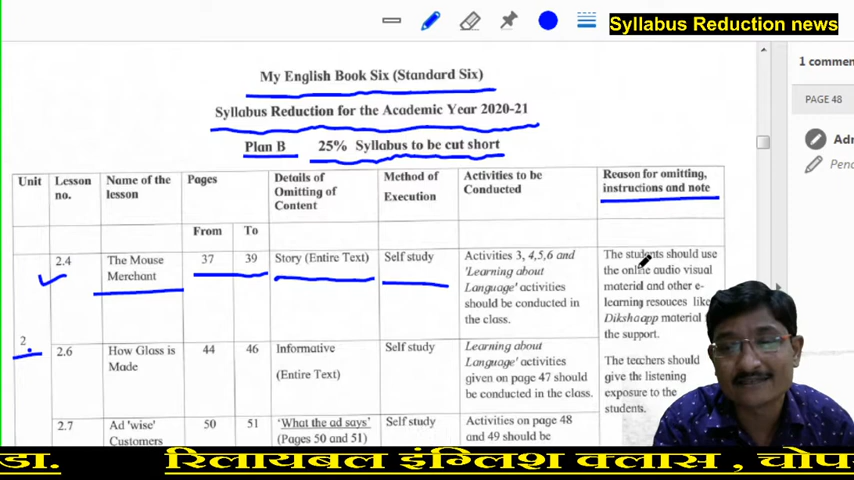 Syllabus Reduction news
1 commen
PAGE 48
My English Book Six (Standard Six)
Syllabus Reduction for the Academic Year 2020-21
Plan B 25% Syllabus to be cut short
Unit
Lesson no.
Name of the lesson
Pages
From
To
Details of Omitting of Content
Method of Execution
Activities to be Conducted
Reason for omitting, instructions and note
2.4
The Mouse Merchant
37
39
Story (Entire Text)
Self study
Activities 3, 4,5,6 and
'Learning about
Language' activities
should be conducted in
the class.
The students should use
the online audio visual
material and other e-
learning resouces like
Diksha app material
the support.
2
2.6
How Glass is Made
44
46
Informative
(Entire Text)
Self study
Learning about
Language' activities
given on page 47 should
be conducted in the class.
The teachers should
give the listening
exposure to the
students.
2.7
Ad 'wise' Customers
50
51
'What the ad says'
(Pages 50 and 51)
Self study
Activities on page 48
and 49 should be
डा. रिलायबल इंग्लिश क्लास , चोप